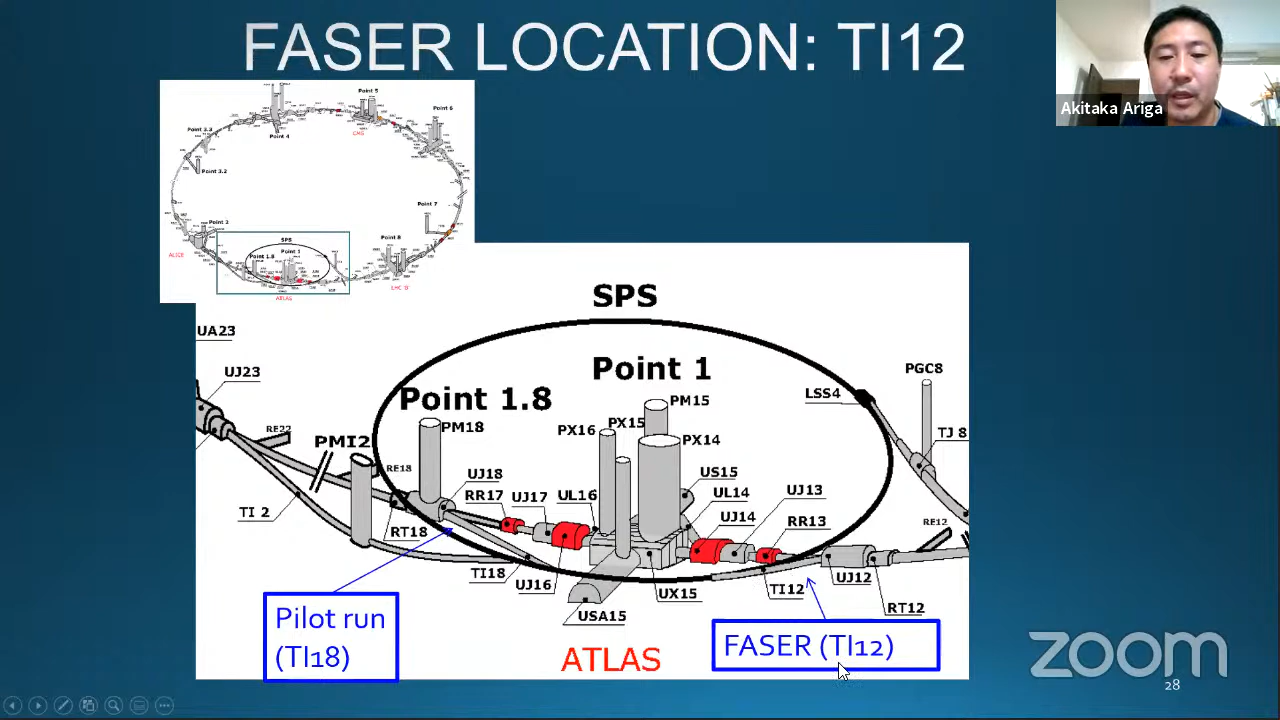 FASER LOCATION: TI12
Akitaka Ariga
Point 5
Point 6
Point 4
CMS
Point 3.3
Point 3.2
Point 7
Point 2
Point 8
SPS
Point 1
Point 1.8
ALICE
ATLAS
LHC 'B'
SPS
Point 1
Point 1.8
UA23
UJ23
RE22
PMI2
TI 2
RE18
RT18
PM18
UJ18
RR17
UJ17
UL16
PX16
PX15
PM15
PX14
US15
UL14
UJ14
UJ13
RR13
LSS4
PGC8
TJ 8
RE12
TI18
UJ16
USA15
UX15
TI12
UJ12
RT12
Pilot run
(TI18)
ATLAS
FASER (TI12)
zoom
28